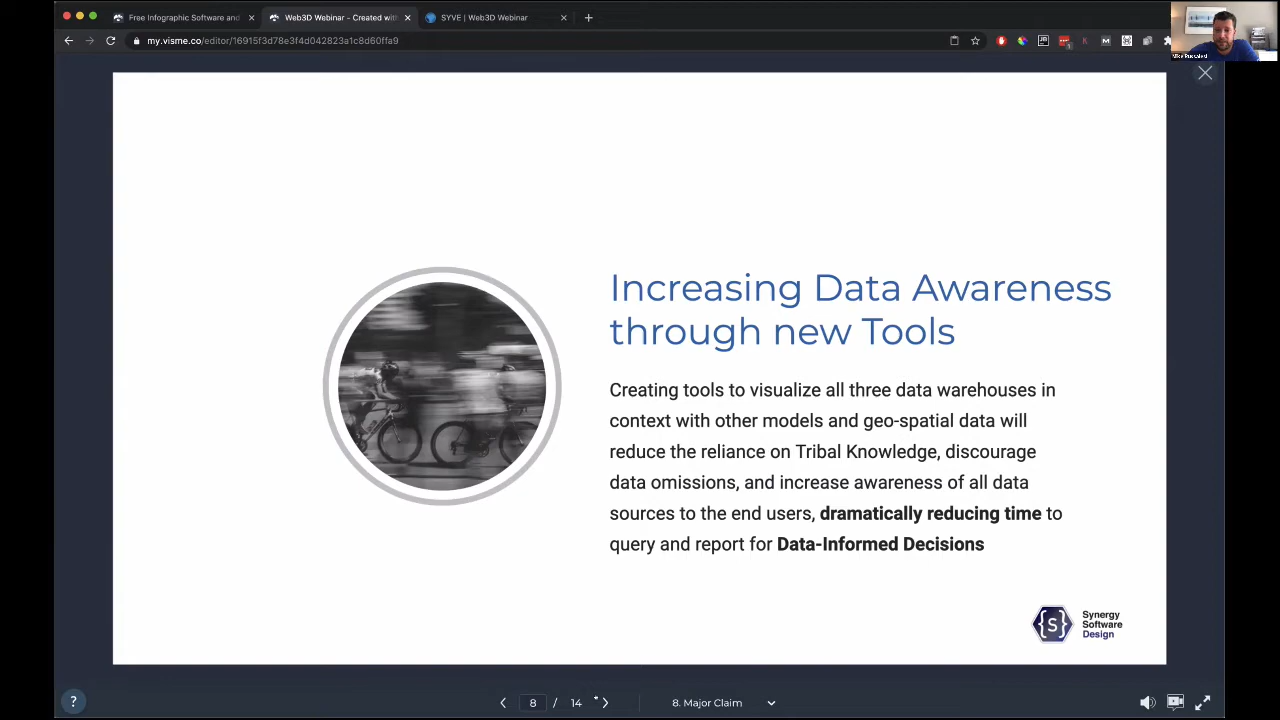 Free Infographic Software and
Web3D Webinar - Created with
SYVE | Web3D Webinar
my.visme.co/editor/16915f3d78e3f4d042823a1c8d60ffa9
Increasing Data Awareness
through new Tools
Creating tools to visualize all three data warehouses in
context with other models and geo-spatial data will
reduce the reliance on Tribal Knowledge, discourage
data omissions, and increase awareness of all data
sources to the end users, dramatically reducing time to
query and report for Data-Informed Decisions
{S}
Synergy
Software
Design
?
8 / 14
8. Major Claim